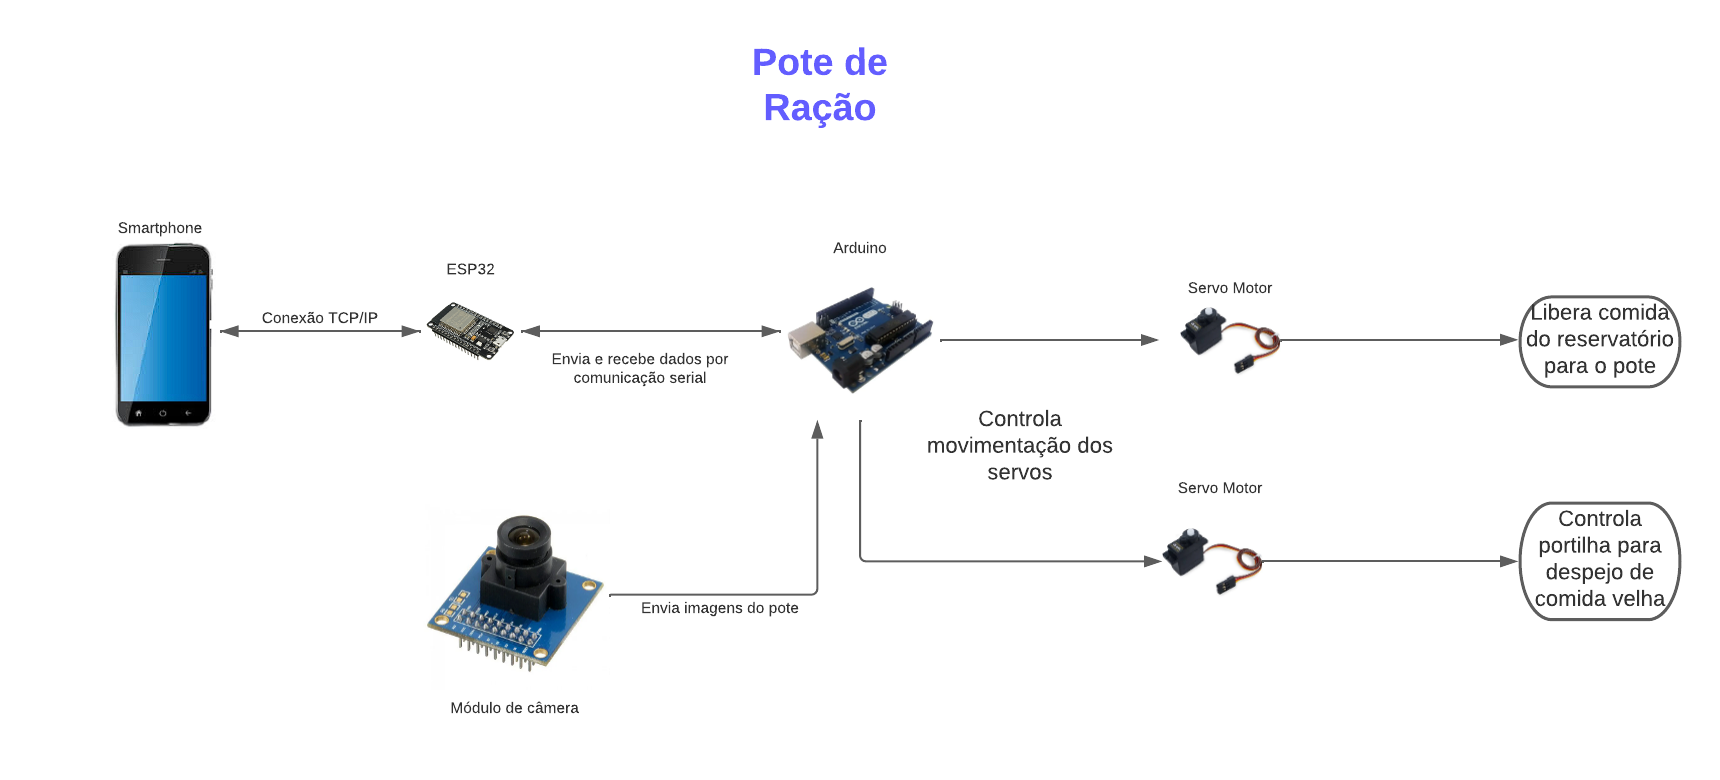 Pote de
Ração
Smartphone
Arduino
ESP32
Servo Motor
Conexão TCP/IP
Envia e recebe dados por
comunicação serial
Libera comida
do reservatório
para o pote
Controla
movimentação dos
servos
Servo Motor
Controla
portilha para
despejo de
comida velha
Envia imagens do pote
Módulo de câmera